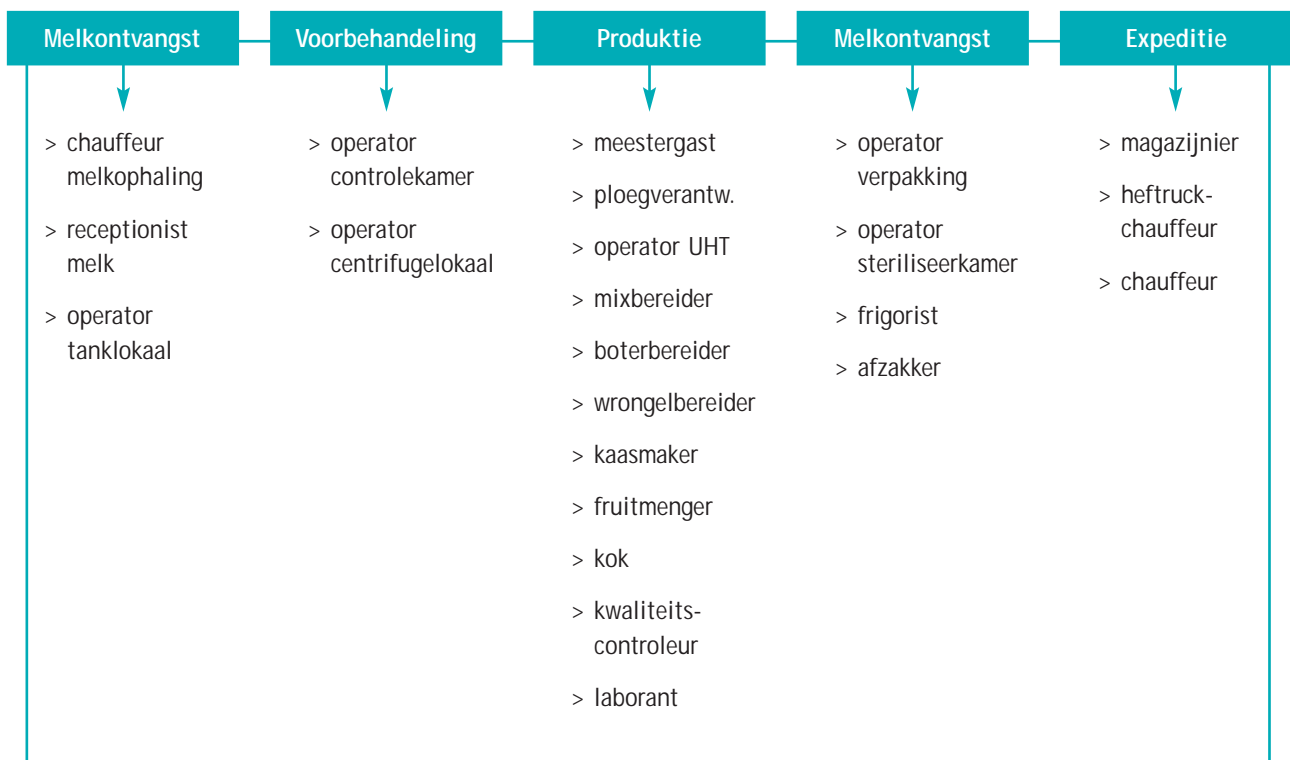 Melkontvangst
> chauffeur
melkophaling
> receptionist
melk
> operator
tanklokaal
Voorbehandeling
> operator
controlekamer
> operator
centrifugelokaal
Produktie
> meestergast
> ploegverantw.
> operator UHT
> mixbereider
> boterbereider
> wrongelbereider
> kaasmaker
> fruitmenger
> kok
> kwaliteits-
controleur
> laborant
Melkontvangst
> operator
verpakking
> operator
steriliseerkamer
> frigorist
> afzakker
Expeditie
> magazijnier
> heftruck-
chauffeur
> chauffeur